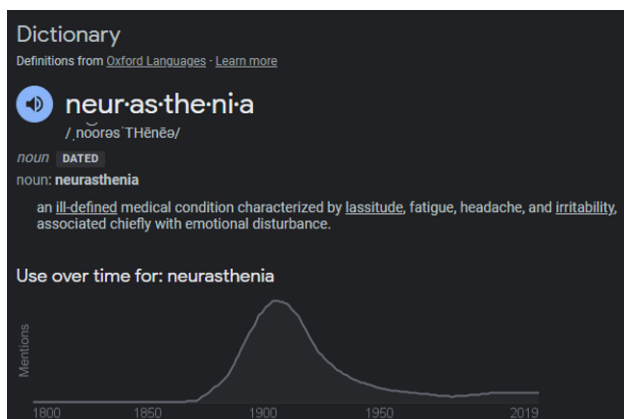 Dictionary
Definitions from Oxford Languages · Learn more
neur·as·the·ni·a
/ˌno͝orəsˈTHēnēə/
noun DATED
noun: neurasthenia
an ill-defined medical condition characterized by lassitude, fatigue, headache, and irritability,
associated chiefly with emotional disturbance.
Use over time for: neurasthenia
Mentions
1800 1850 1900 1950 2019